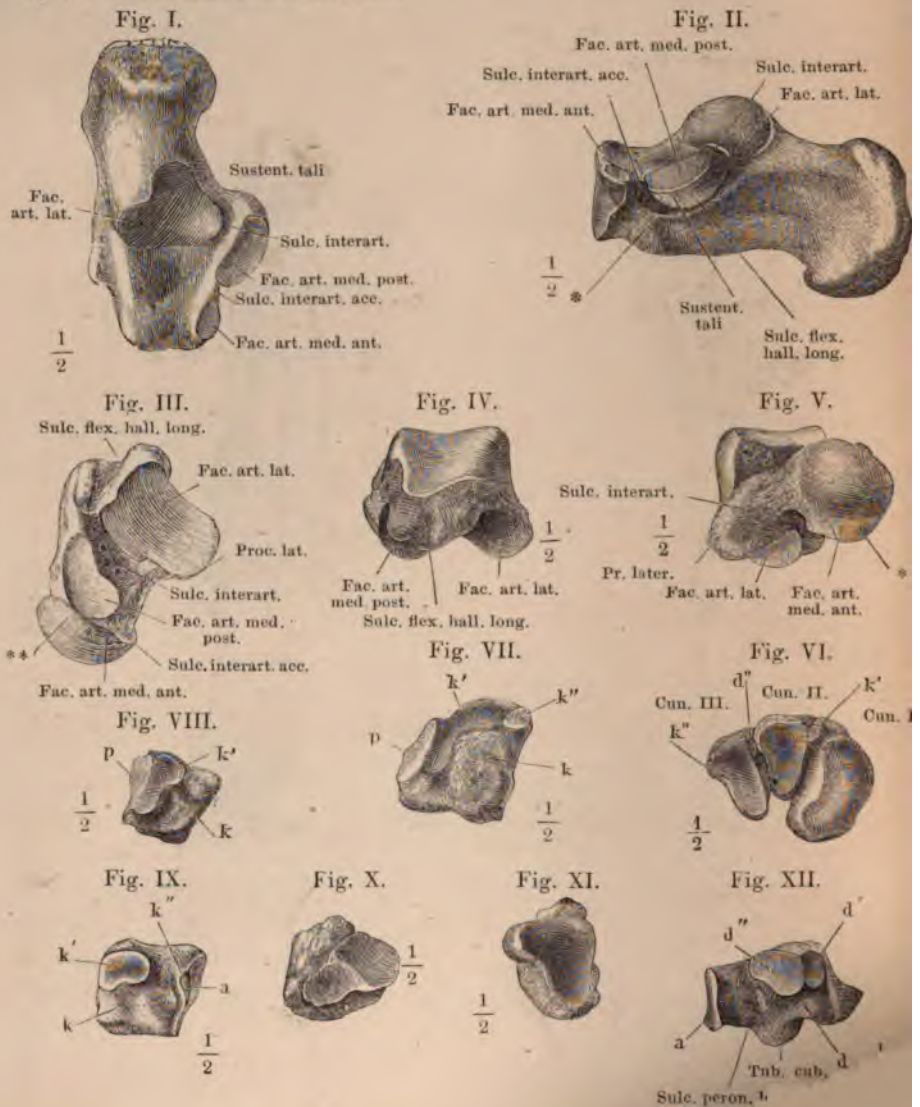 Fig. I.
Fac.
art. lat.
Sustent. tali
Sulc. interart.
Fac. art. med. post.
Sulc. interart. acc.
Fac. art. med. ant.
1
2
Fig. II.
Fac. art. med. post.
Sulc. interart. acc.
Sulc. interart.
Fac. art. med. ant.
Fac. art. lat.
1
2
*
Sustent.
tali
Sulc. flex.
hall. long.
Fig. III.
Sulc. flex. hall. long.
Fac. art. lat.
Proc. lat.
Sulc. interart.
Fac. art. med.
post.
**
Sulc. interart. acc.
Fac. art. med. ant.
Fig. IV.
1
2
Fac. art.
med. post.
Fac. art. lat.
Sulc. flex. hall. long.
Fig. V.
Sulc. interart.
1
2
Pr. later.
Fac. art. lat.
Fac. art.
med. ant.
*
Fig. VIII.
p
k'
1
2
k
Fig. VII.
k'
k"
p
k
1
2
Fig. VI.
d"
Cun. III.
Cun. II.
k'
Cun. I
k"
1
2
Fig. IX.
k"
k'
a
k
1
2
Fig. X.
1
2
Fig. XI.
1
2
Fig. XII.
d"
d'
a
d
Tub. cub.
Sulc. peron.